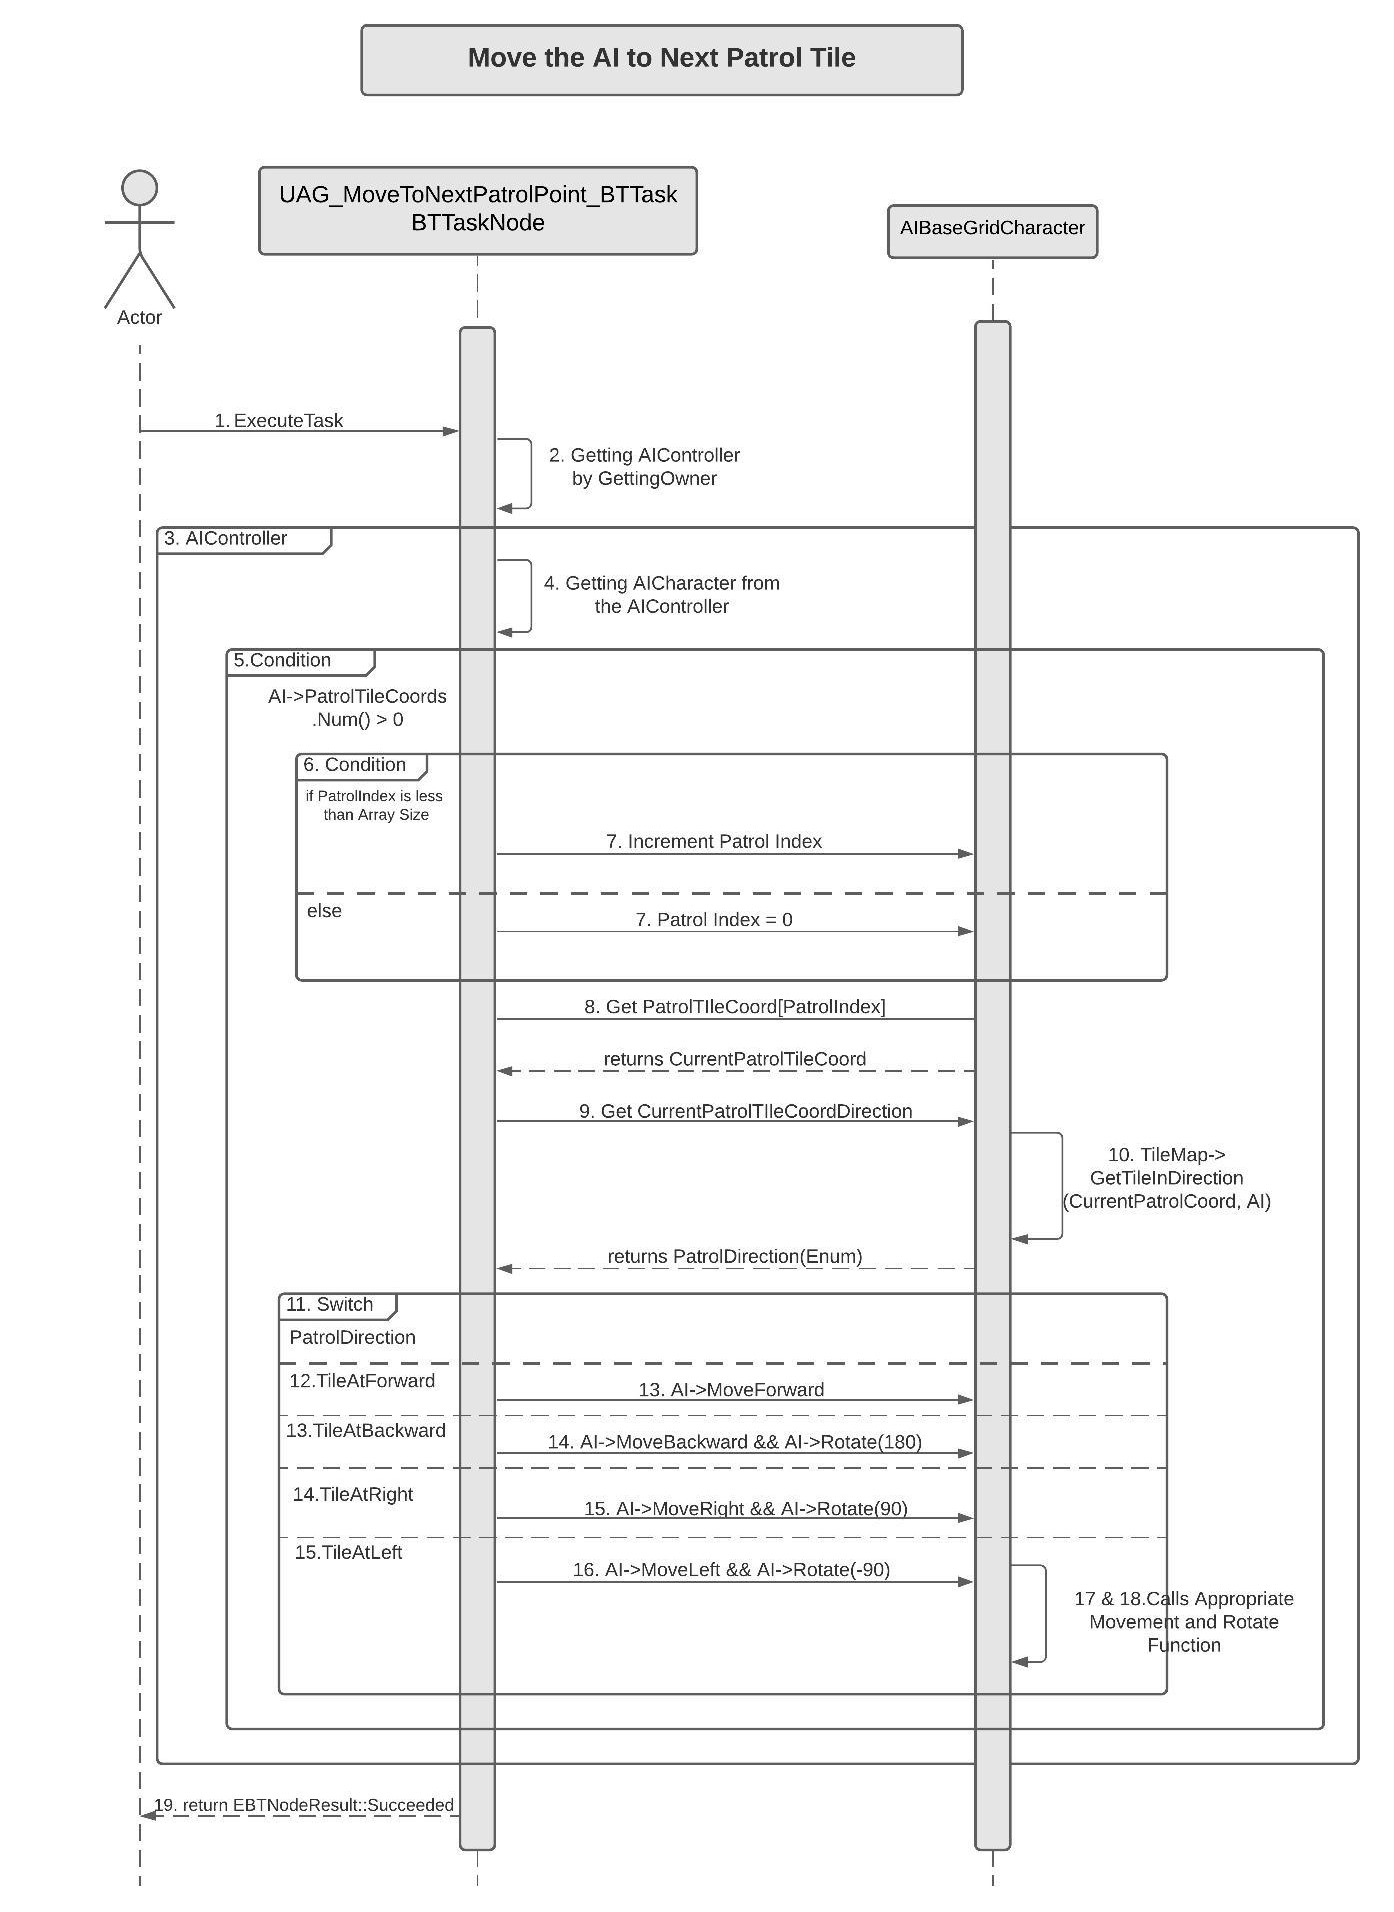 Move the AI to Next Patrol Tile
UAG_MoveToNextPatrolPoint_BTTask
BTTaskNode
AIBaseGridCharacter
Actor
1. ExecuteTask
2. Getting AIController
by GettingOwner
3. AIController
4. Getting AICharacter from
the AIController
5.Condition
AI->PatrolTileCoords
.Num() > 0
6. Condition
if PatrolIndex is less
than Array Size
7. Increment Patrol Index
else
7. Patrol Index = 0
8. Get PatrolTIleCoord[PatrolIndex]
returns CurrentPatrolTileCoord
9. Get CurrentPatrolTIleCoordDirection
10. TileMap->
GetTileInDirection
(CurrentPatrolCoord, AI)
returns PatrolDirection(Enum)
11. Switch
PatrolDirection
12.TileAtForward
13. AI->MoveForward
13.TileAtBackward
14. AI->MoveBackward && AI->Rotate(180)
14.TileAtRight
15. AI->MoveRight && AI->Rotate(90)
15.TileAtLeft
16. AI->MoveLeft && AI->Rotate(-90)
17 & 18.Calls Appropriate
Movement and Rotate
Function
19. return EBTNodeResult::Succeeded